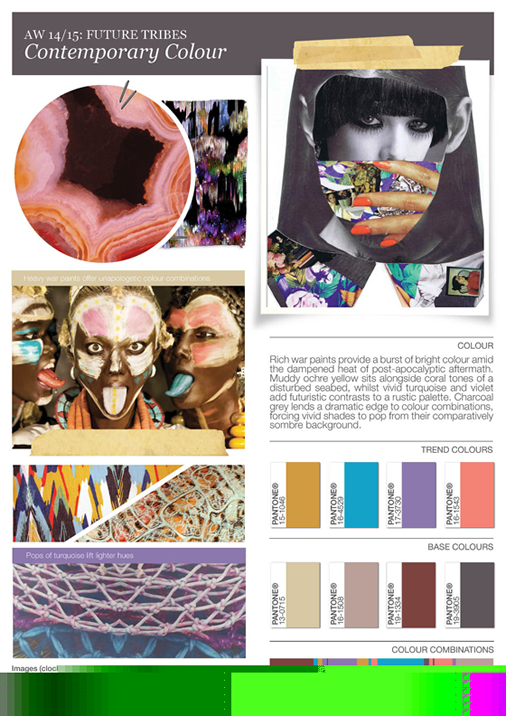 AW 14/15: FUTURE TRIBES
Contemporary Colour
Heavy war paints offer unapologetic colour combinations
Pops of turquoise lift lighter hues
Images (clo
COLOUR
Rich war paints provide a burst of bright colour amid
the dampened heat of post-apocalyptic aftermath.
Muddy ochre yellow sits alongside coral tones of a
disturbed seabed, whilst vivid turquoise and violet
add futuristic contrasts to a rustic palette. Charcoal
grey lends a dramatic edge to colour combinations,
forcing vivid shades to pop from their comparatively
sombre background.
TREND COLOURS
PANTONE®
15-1046
PANTONE®
16-4529
PANTONE®
17-3730
PANTONE®
16-1543
BASE COLOURS
PANTONE®
13-0715
PANTONE®
16-1508
PANTONE®
19-1334
PANTONE®
19-3905
COLOUR COMBINATIONS